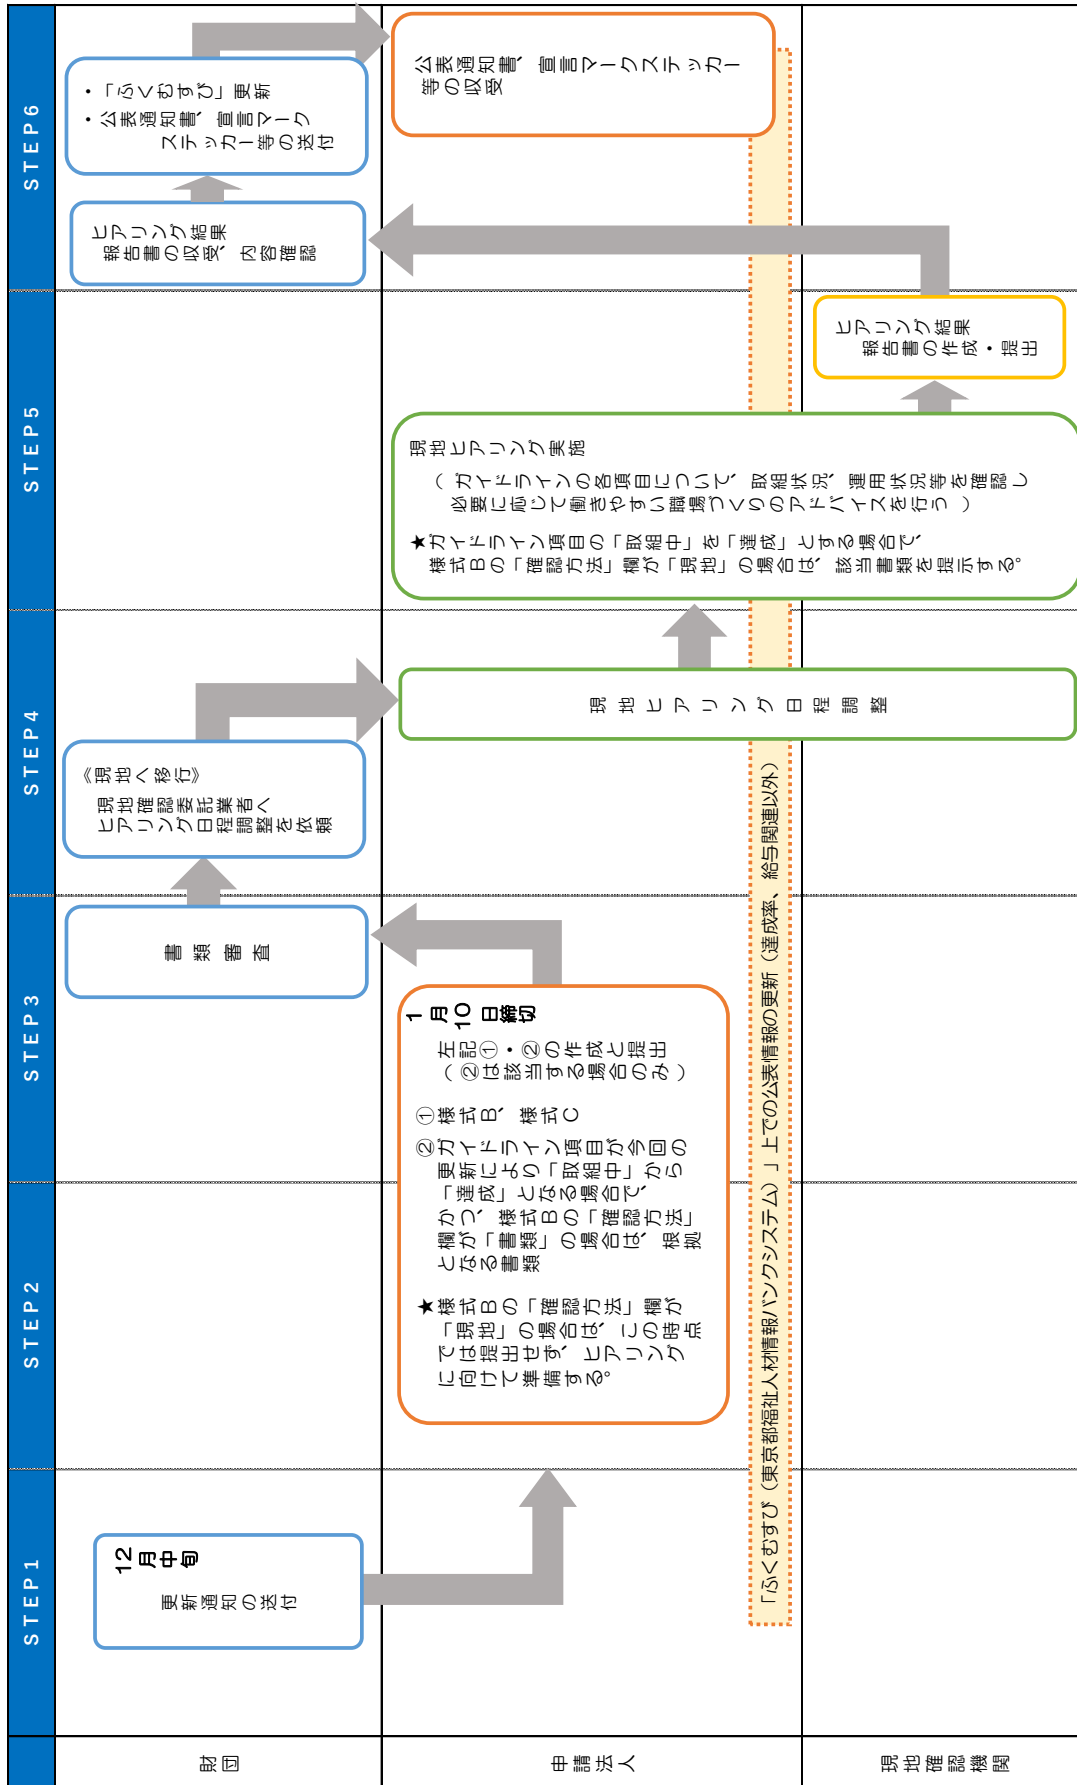 STEP1
STEP2
STEP3
STEP4
STEP5
STEP6
財団
12月中旬
更新通知の送付
書類審査
《現地へ移行》
現地確認委託業者へ
ヒアリング日程調整を依頼
ヒアリング結果
報告書の収受、内容確認
・「ふくむすび」更新
・公表通知書、宣言マーク
ステッカー等の送付
申請法人
1月10日締切
左記①・②の作成と提出
(②は該当する場合のみ)
①様式B、様式C
②ガイドライン項目が今回の
更新により「取組中」から
「達成」となる場合で、
かつ、様式Bの「確認方法」
欄が「書類」の場合は、根拠
となる書類
★様式Bの「確認方法」欄が
「現地」の場合は、この時点
では提出せず、ヒアリング
に向けて準備する。
現地ヒアリング日程調整
現地ヒアリング実施
(ガイドラインの各項目について、取組状況、運用状況等を確認し
必要に応じて働きやすい職場づくりのアドバイスを行う)
★ガイドライン項目の「取組中」を「達成」とする場合で、
様式Bの「確認方法」欄が「現地」の場合は、該当書類を提示する。
公表通知書、宣言マークステッカー
等の収受
「ふくむすび(東京都福祉人材情報バンクシステム)」上での公表情報の更新(達成率、給与関連以外)
現地確認機関
ヒアリング結果
報告書の作成・提出